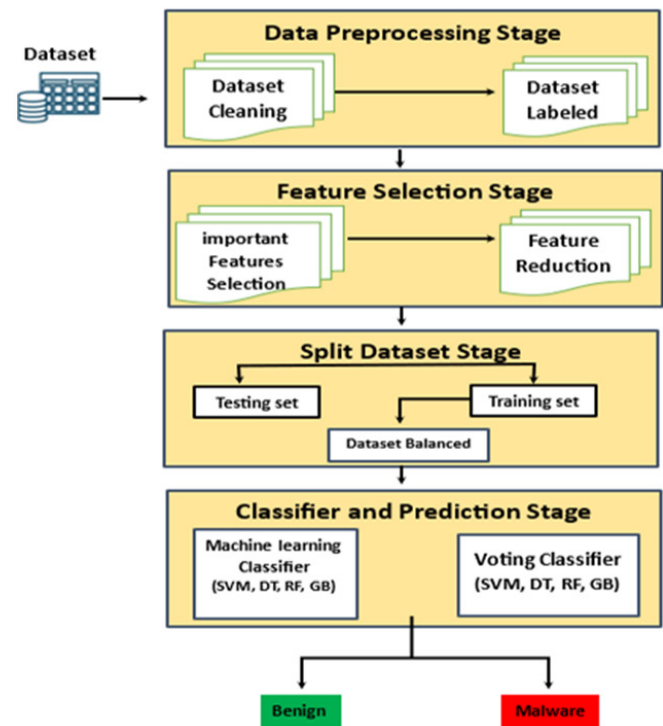 Dataset
Data Preprocessing Stage
Dataset
Cleaning
Dataset
Labeled
Feature Selection Stage
important
Features
Selection
Feature
Reduction
Split Dataset Stage
Testing set
Training set
Dataset Balanced
Classifier and Prediction Stage
Machine learning
Classifier
(SVM, DT, RF, GB)
Voting Classifier
(SVM, DT, RF, GB)
Benign
Malware